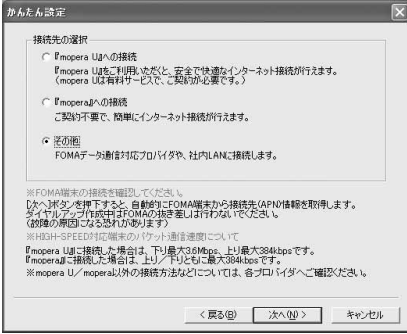 かんたん設定
接続先の選択
『mopera U』への接続
『mopera U』をご利用いただくと、安全で快適なインターネット接続が行えます。
(mopera Uは有料サービスで、ご契約が必要です。)
『mopera』への接続
ご契約不要で、簡単にインターネット接続が行えます。
その他
FOMAデータ通信対応プロバイダや、社内LANに接続します。
※FOMA端末の接続を確認してください。
[次へ]ボタンを押下すると、自動的にFOMA端末から接続先(APN)情報を取得します。
ダイヤルアップ作成中はFOMAの抜き差しは行わないでください。
(故障の原因になる恐れがあります)
※HIGH-SPEED対応端末のパケット通信速度について
『mopera U』に接続した場合は、下り最大3.6Mbps、上り最大384kbpsです。
『mopera』に接続した場合は、上り/下りともに最大384kbpsです。
※mopera U/mopera以外の接続方法などについては、各プロバイダへご確認ください。
<戻る(B) 次へ(N)> キャンセル